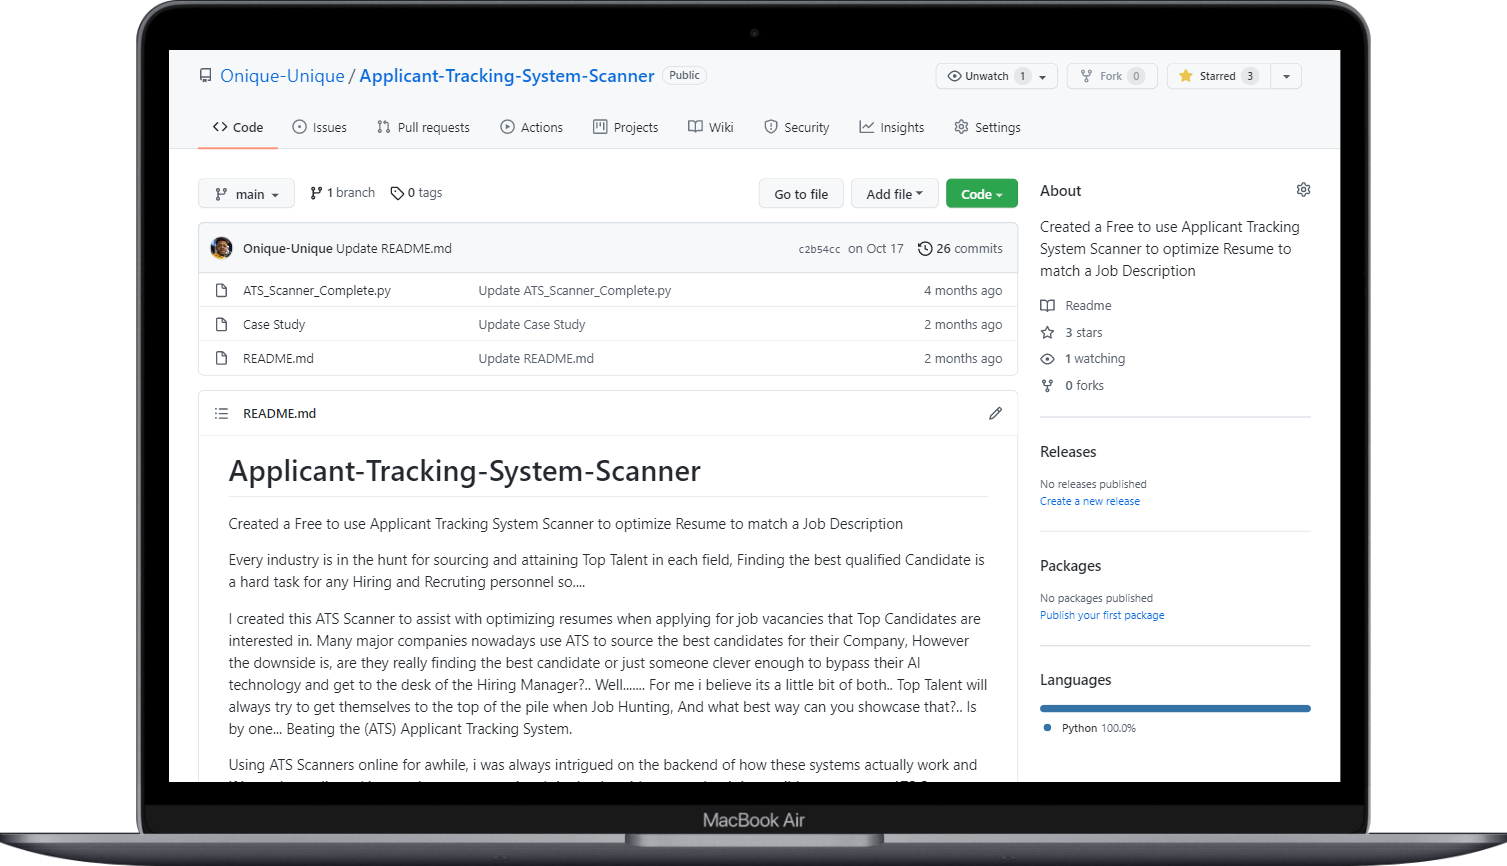 Onique-Unique / Applicant-Tracking-System-Scanner Public
Unwatch 1 Fork 0 Starred 3
Code Issues Pull requests Actions Projects Wiki Security Insights Settings
main 1 branch 0 tags Go to file Add file Code
Onique-Unique Update README.md c2b54cc on Oct 17 26 commits
ATS_Scanner_Complete.py Update ATS_Scanner_Complete.py 4 months ago
Case Study Update Case Study 2 months ago
README.md Update README.md 2 months ago
README.md
Applicant-Tracking-System-Scanner
Created a Free to use Applicant Tracking System Scanner to optimize Resume to match a Job Description
Every industry is in the hunt for sourcing and attaining Top Talent in each field, Finding the best qualified Candidate is
a hard task for any Hiring and Recruting personnel so....
I created this ATS Scanner to assist with optimizing resumes when applying for job vacancies that Top Candidates are
interested in. Many major companies nowadays use ATS to source the best candidates for their Company, However
the downside is, are they really finding the best candidate or just someone clever enough to bypass their AI
technology and get to the desk of the Hiring Manager?.. Well....... For me i believe its a little bit of both.. Top Talent will
always try to get themselves to the top of the pile when Job Hunting, And what best way can you showcase that?.. Is
by one... Beating the (ATS) Applicant Tracking System.
Using ATS Scanners online for awhile, i was always intrigued on the backend of how these systems actually work and
About
Created a Free to use Applicant Tracking
System Scanner to optimize Resume to
match a Job Description
Readme
3 stars
1 watching
0 forks
Releases
No releases published
Create a new release
Packages
No packages published
Publish your first package
Languages
Python 100.0%
MacBook Air